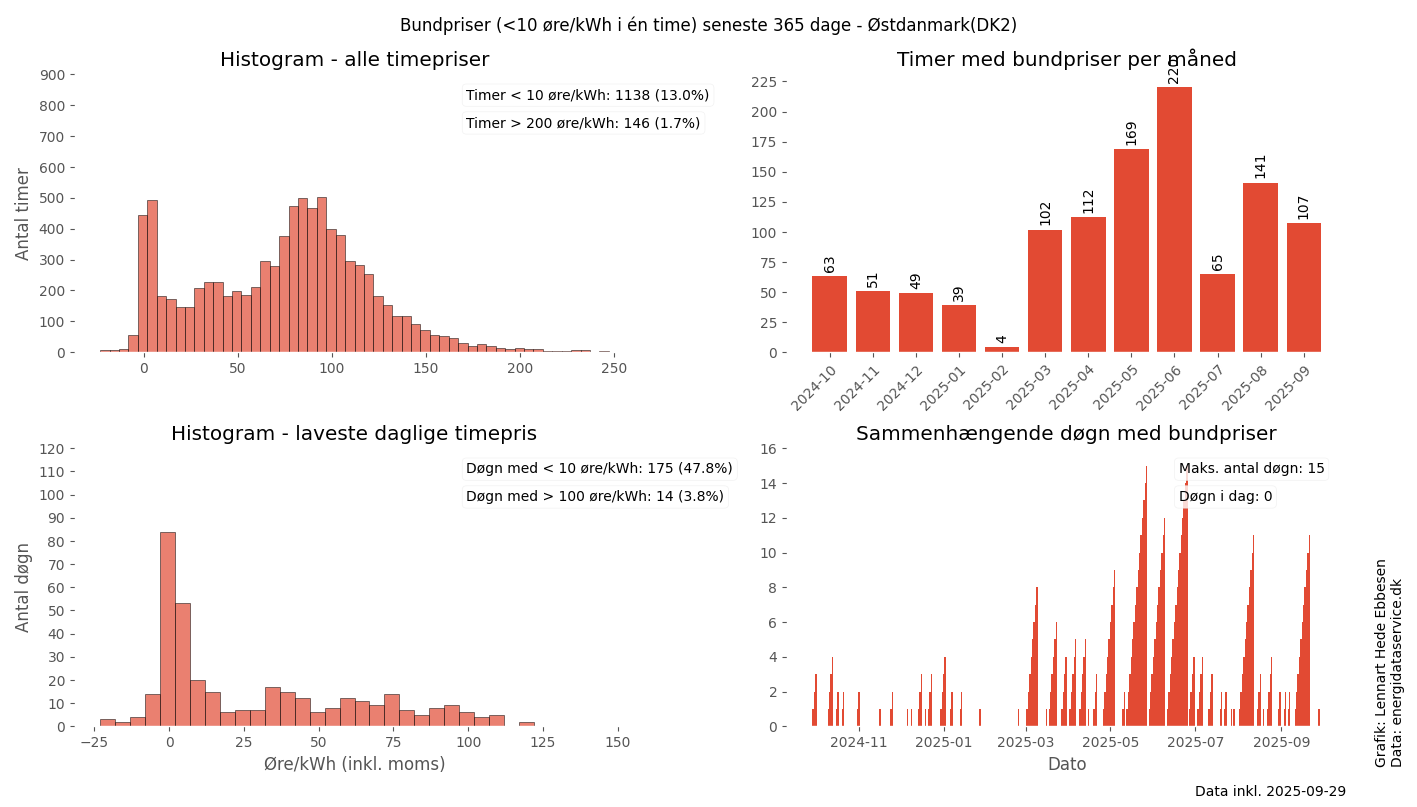 Bundpriser (<10 øre/kWh i én time) seneste 365 dage - Østdanmark(DK2)
Histogram - alle timepriser
Timer < 10 øre/kWh: 1138 (13.0%)
Timer > 200 øre/kWh: 146 (1.7%)
Antal timer
900
800
700
600
500
400
300
200
100
0
0 50 100 150 200 250
Timer med bundpriser per måned
225
200
175
150
125
100
75
50
25
0
63 51 49 39 4 102 112 169 220 65 141 107
2024-10 2024-11 2024-12 2025-01 2025-02 2025-03 2025-04 2025-05 2025-06 2025-07 2025-08 2025-09
Histogram - laveste daglige timepris
Døgn med < 10 øre/kWh: 175 (47.8%)
Døgn med > 100 øre/kWh: 14 (3.8%)
Antal døgn
120
110
100
90
80
70
60
50
40
30
20
10
0
−25 0 25 50 75 100 125 150
Øre/kWh (inkl. moms)
Sammenhængende døgn med bundpriser
Maks. antal døgn: 15
Døgn i dag: 0
16
14
12
10
8
6
4
2
0
2024-11 2025-01 2025-03 2025-05 2025-07 2025-09
Dato
Grafik: Lennart Hede Ebbesen
Data: energidataservice.dk
Data inkl. 2025-09-29